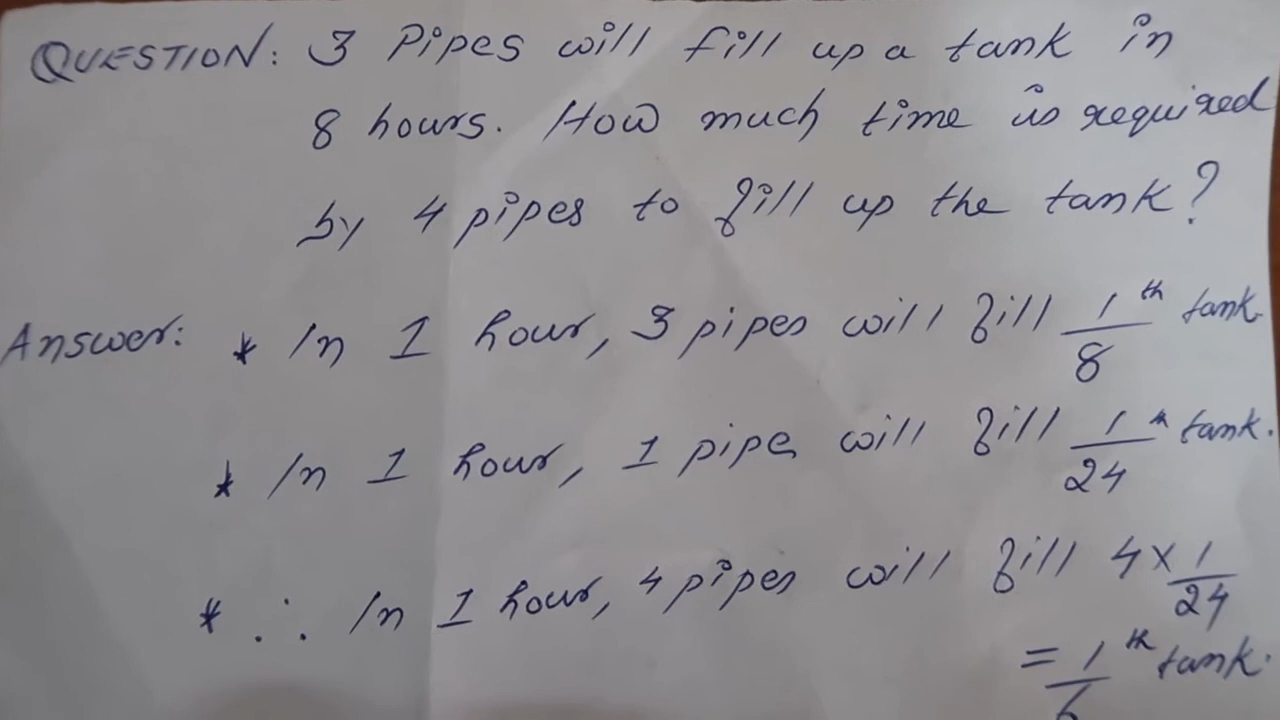 QUESTION: 3 Pipes will fill up a tank in
8 hours. How much time is required
by 4 pipes to fill up the tank?
Answer: * In 1 hour, 3 pipes will fill 1/8 th tank.
* In 1 hour, 1 pipe will fill 1/24 th tank.
* ∴ In 1 hour, 4 pipes will fill 4 × 1/24
= 1/6 th tank.